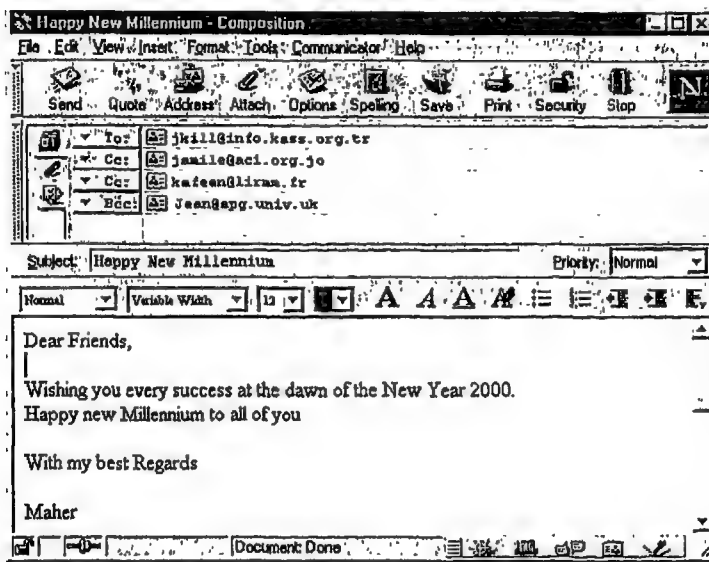 Happy New Millennium - Composition
File Edit View Insert Format Tools Communicator Help
Send Quote Address Attach Options Spelling Save Print Security Stop
N
To: jkill@info.kass.org.tr
Cc: jamile@aci.org.jo
Cc: kafean@liram.fr
Bcc: Jean@apg.univ.uk
Subject: Happy New Millennium Priority: Normal
Normal Variable Width 12 A A A
Dear Friends,
Wishing you every success at the dawn of the New Year 2000.
Happy new Millennium to all of you
With my best Regards
Maher
Document: Done